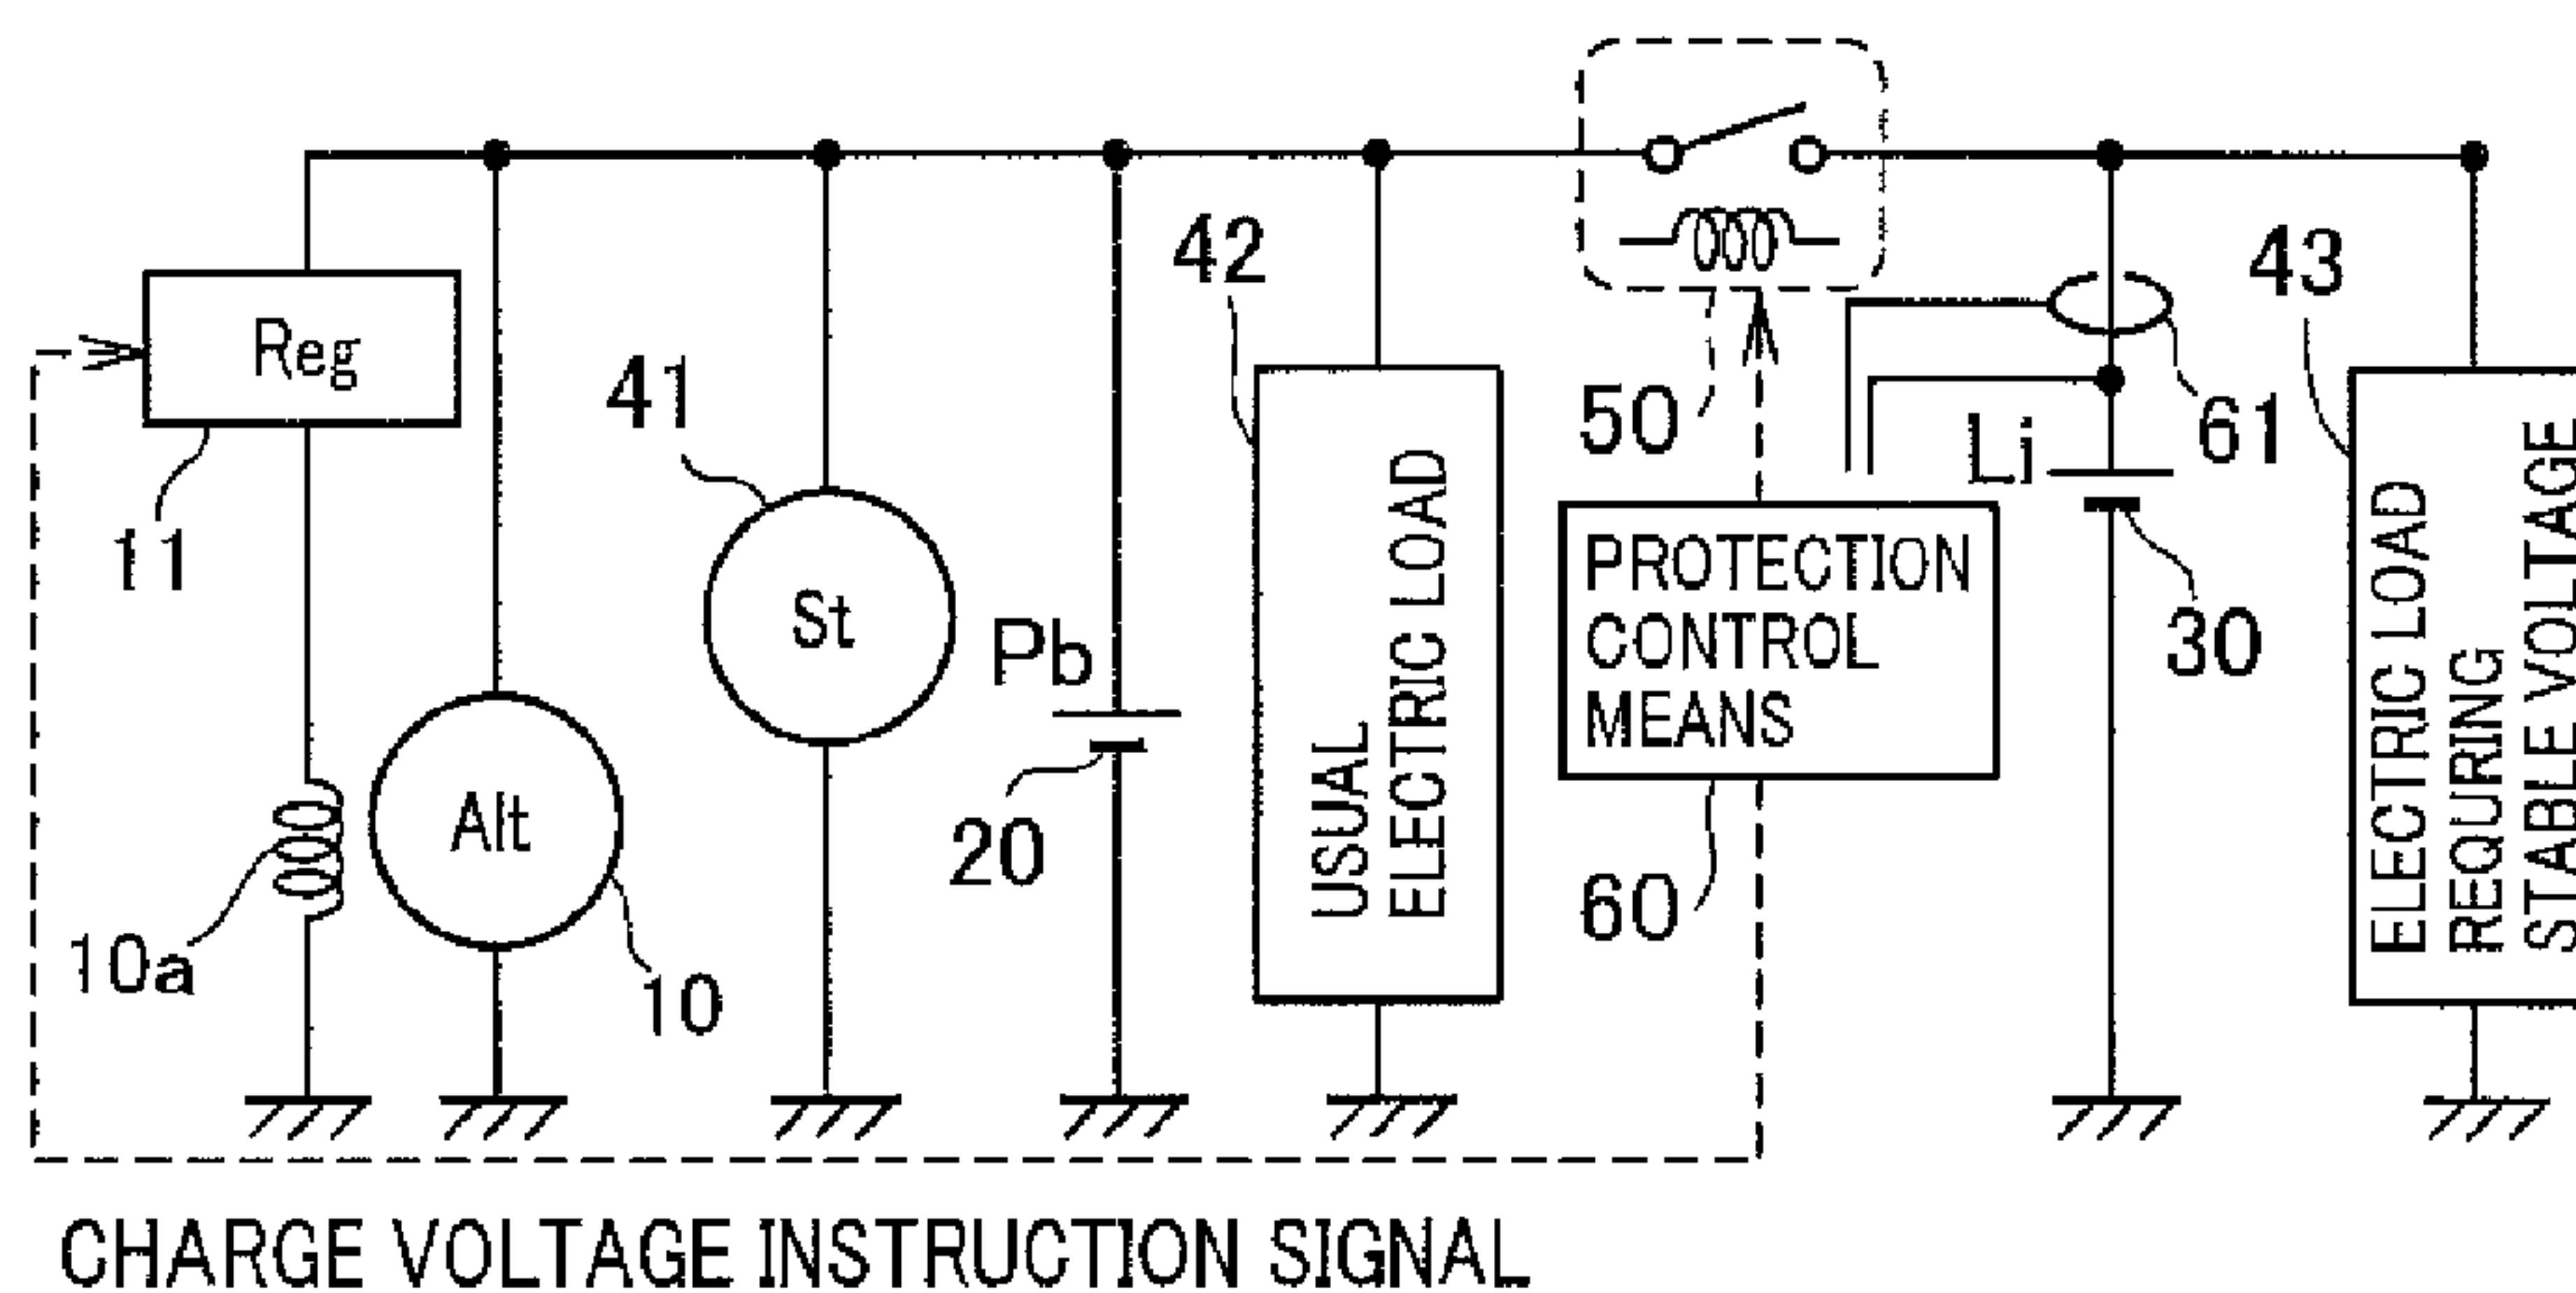 42
43
50
Reg
41
61
Li
11
St
Pb
USUAL
ELECTRIC LOAD
PROTECTION
CONTROL
MEANS
30
ELECTRIC LOAD
REQUIRING
STABLE VOLTAGE
Alt
20
60
10a
10
CHARGE VOLTAGE INSTRUCTION SIGNAL